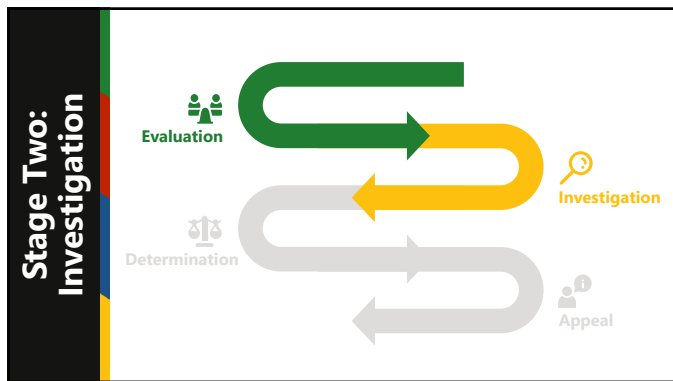 Stage Two:
Investigation
Evaluation
Investigation
Determination
Appeal